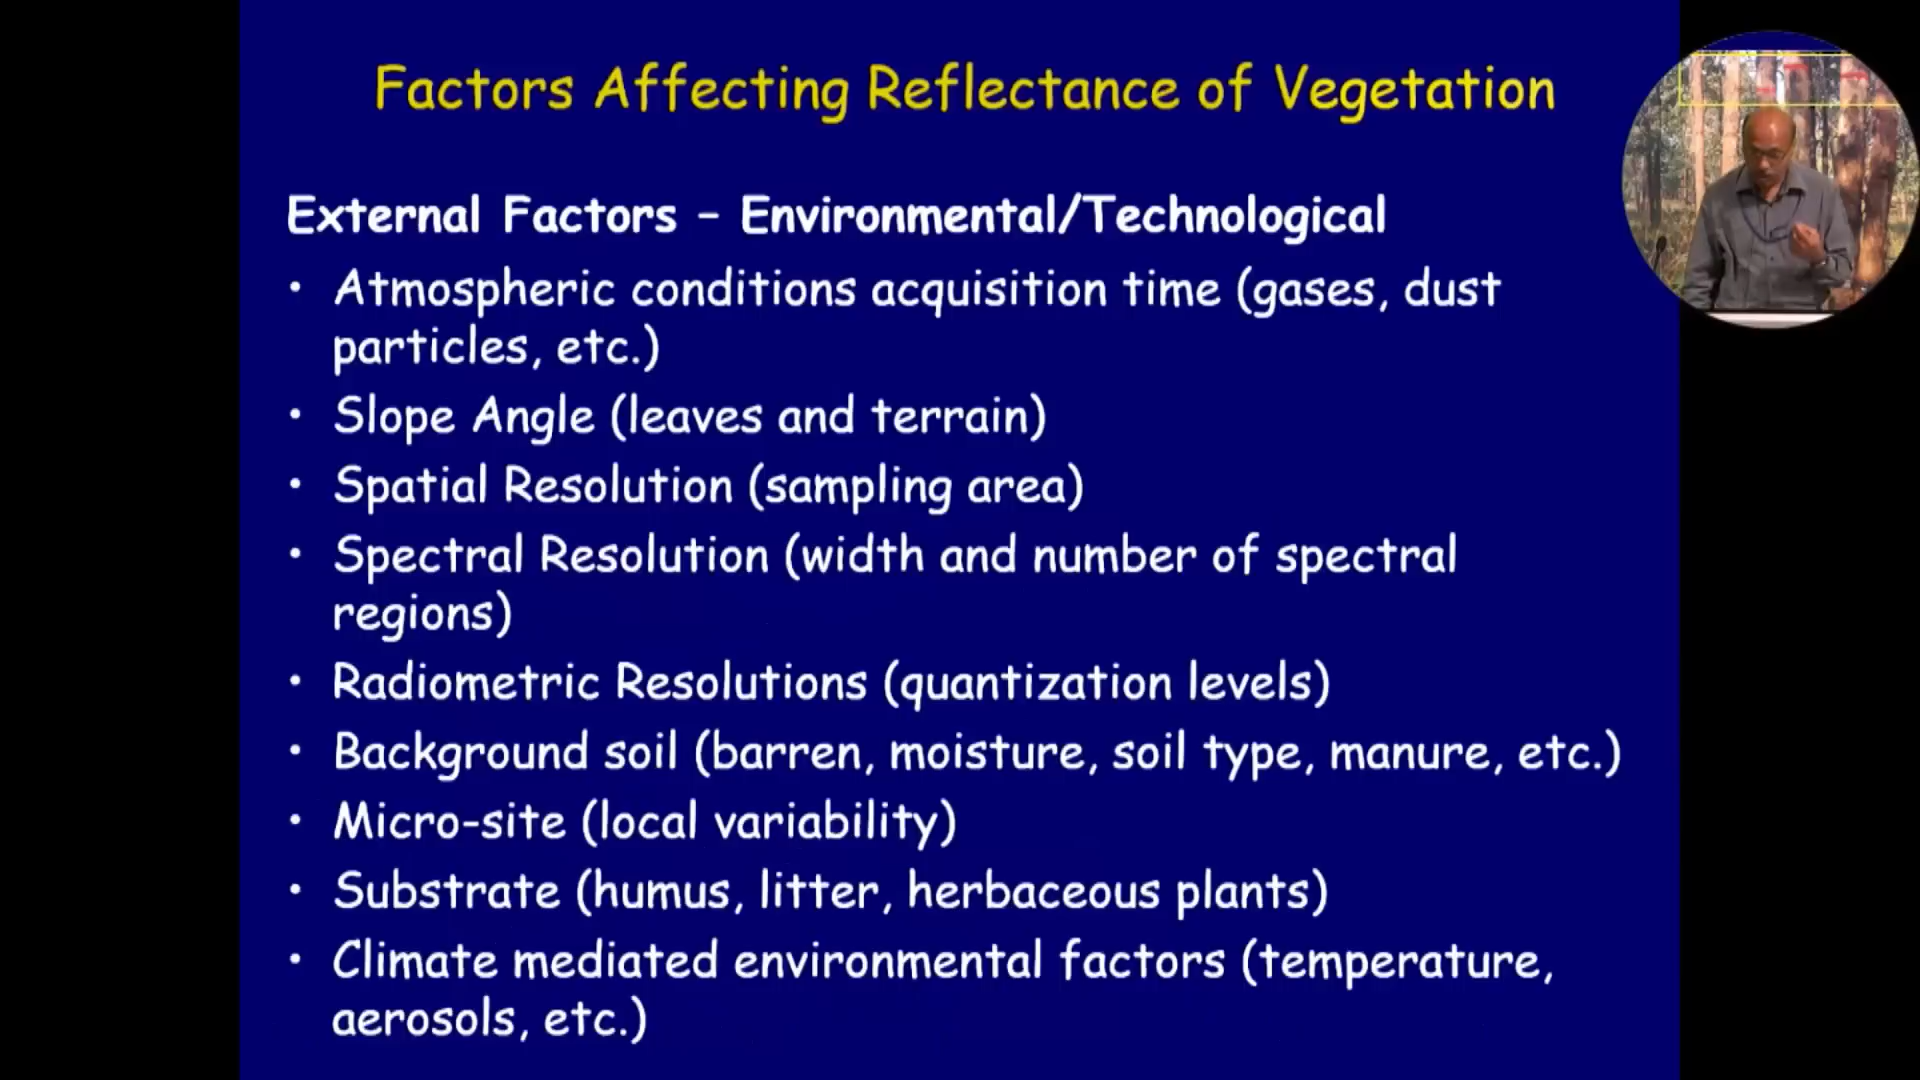 Factors Affecting Reflectance of Vegetation
External Factors – Environmental/Technological
• Atmospheric conditions acquisition time (gases, dust
particles, etc.)
• Slope Angle (leaves and terrain)
• Spatial Resolution (sampling area)
• Spectral Resolution (width and number of spectral
regions)
• Radiometric Resolutions (quantization levels)
• Background soil (barren, moisture, soil type, manure, etc.)
• Micro-site (local variability)
• Substrate (humus, litter, herbaceous plants)
• Climate mediated environmental factors (temperature,
aerosols, etc.)